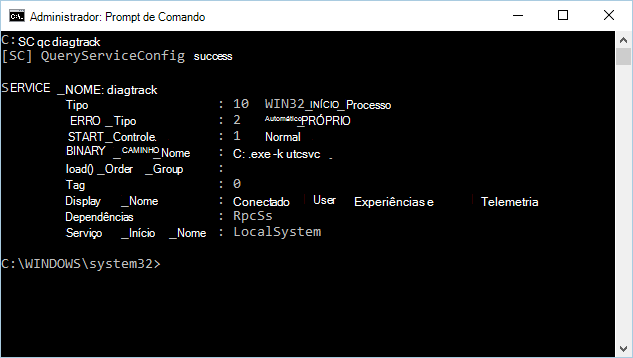 Administrador: Prompt de Comando
C:SC qc diagtrack
[SC] QueryServiceConfig success
SERVICE _NOME: diagtrack
Tipo : 10 WIN32_INÍCIO_Processo
ERRO _Tipo : 2 Automático_PRÓPRIO
START_Controle. : 1 Normal
BINARY _CAMINHO_Nome : C: .exe -k utcsvc .
load() _Order _Group :
Tag : 0
Display _Nome : Conectado User Experiências e Telemetria
Dependências : RpcSs
Serviço _Início _Nome : LocalSystem
C:\WINDOWS\system32>